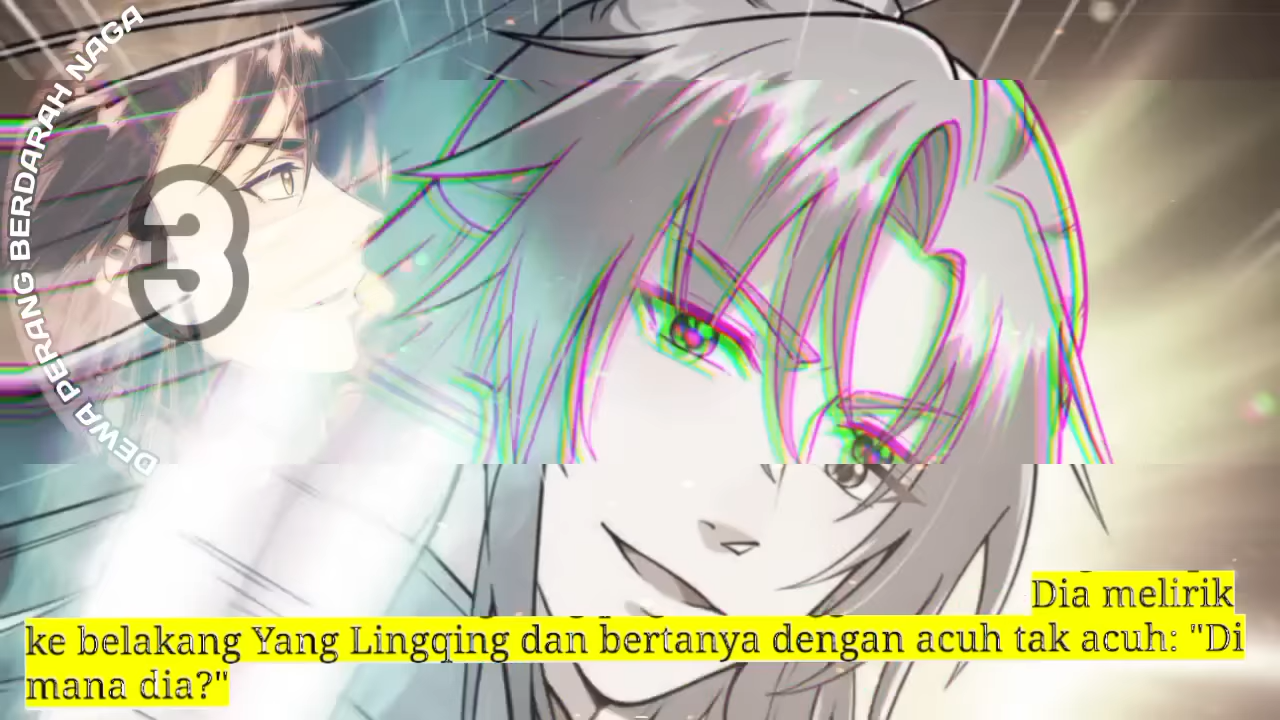 DEWA PERANG BERDARAH NAGA
3
Dia melirik
ke belakang Yang Lingqing dan bertanya dengan acuh tak acuh: "Di
mana dia?"